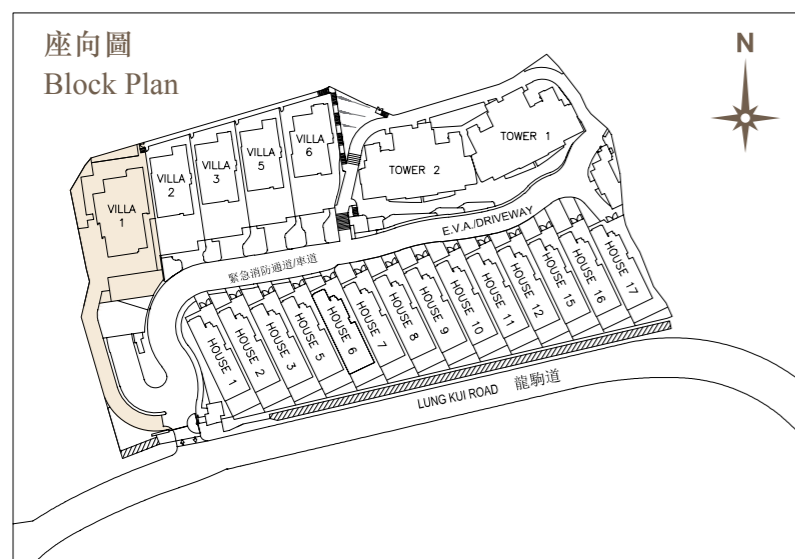 座向圖
Block Plan
N
VILLA
1
VILLA
2
VILLA
3
VILLA
5
VILLA
6
TOWER 2
TOWER 1
E.V.A./DRIVEWAY
緊急消防通道/車道
HOUSE 1
HOUSE 2
HOUSE 3
HOUSE 5
HOUSE 6
HOUSE 7
HOUSE 8
HOUSE 9
HOUSE 10
HOUSE 11
HOUSE 12
HOUSE 15
HOUSE 16
HOUSE 17
LUNG KUI ROAD 龍駒道